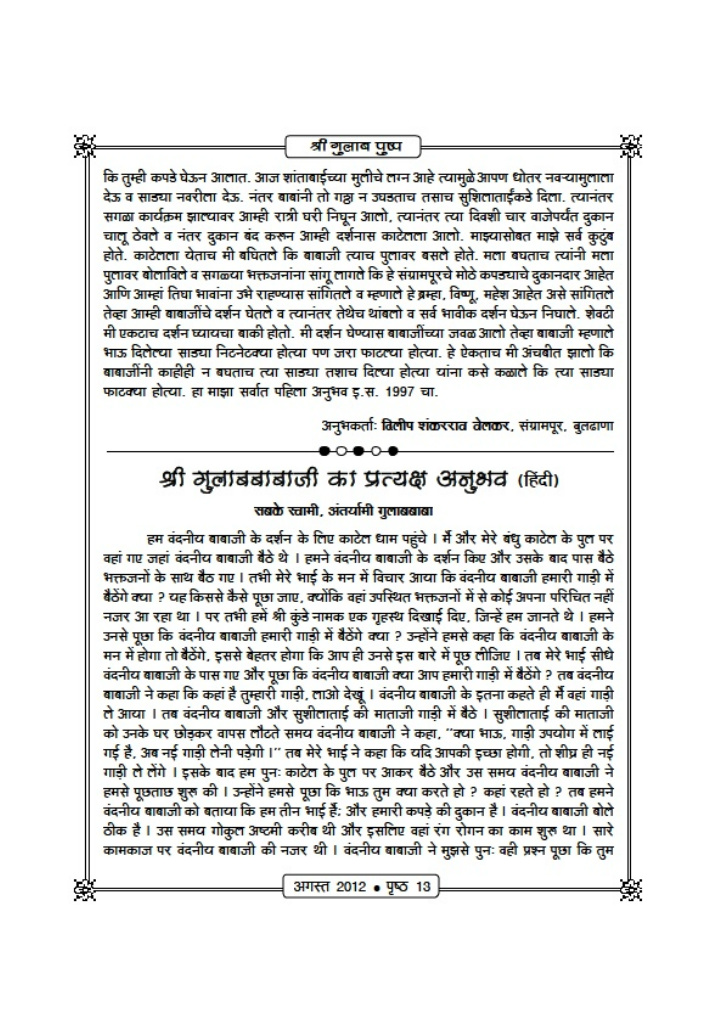 श्री गुलाब पुष्प
कि तुम्ही कपडे घेऊन आलात. आज शांताबाईच्या मुलीचे लग्न आहे त्यामुळे आपण धोतर नवऱ्यामुलाला
देऊ व साड्या नवरीला देऊ. नंतर बाबांनी तो गठ्ठा न उघडताच तसाच सुशिलाताईंकडे दिला. त्यानंतर
सगळा कार्यक्रम झाल्यावर आम्ही रात्री घरी निघून आलो, त्यानंतर त्या दिवशी चार वाजेपर्यंत दुकान
चालू ठेवले व नंतर दुकान बंद करून आम्ही दर्शनास काटेलला आलो. माझ्यासोबत माझे सर्व कुटुंब
होते. काटेलला येताच मी बघितले कि बाबाजी त्याच पुलावर बसले होते. मला बघताच त्यांनी मला
पुलावर बोलाविले व सगळ्या भक्तजनांना सांगू लागले कि हे संग्रामपूरचे मोठे कपड्याचे दुकानदार आहेत
आणि आम्हां तिघा भावांना उभे राहण्यास सांगितले व म्हणाले हे ब्रम्हा, विष्णू, महेश आहेत असे सांगितले
तेव्हा आम्ही बाबाजींचे दर्शन घेतले व त्यानंतर तेथेच थांबलो व सर्व भावीक दर्शन घेऊन निघाले. शेवटी
मी एकटाच दर्शन घ्यायचा बाकी होतो. मी दर्शन घेण्यास बाबाजींच्या जवळ आलो तेव्हा बाबाजी म्हणाले
भाऊ दिलेल्या साड्या निटनेटक्या होत्या पण जरा फाटल्या होत्या. हे ऐकताच मी अंचबीत झालो कि
बाबाजींनी काहीही न बघताच त्या साड्या तशाच दिल्या होत्या यांना कसे कळाले कि त्या साड्या
फाटक्या होत्या. हा माझा सर्वात पहिला अनुभव इ.स. 1997 चा.
अनुभकर्ताः दिलीप शंकरराव वेलकर, संग्रामपूर, बुलढाणा
श्री गुलाबबाबाजी का प्रत्यक्ष अनुभव (हिंदी)
सबके स्वामी, अंतर्यामी गुलाबबाबा
हम वंदनीय बाबाजी के दर्शन के लिए काटेल धाम पहुंचे । मैं और मेरे बंधु काटेल के पुल पर
वहां गए जहां वंदनीय बाबाजी बैठे थे । हमने वंदनीय बाबाजी के दर्शन किए और उसके बाद पास बैठे
भक्तजनों के साथ बैठ गए । तभी मेरे भाई के मन में विचार आया कि वंदनीय बाबाजी हमारी गाड़ी में
बैठेंगे क्या ? यह किससे कैसे पूछा जाए, क्योंकि वहां उपस्थित भक्तजनों में से कोई अपना परिचित नहीं
नजर आ रहा था । पर तभी हमें श्री कुंडे नामक एक गृहस्थ दिखाई दिए, जिन्हें हम जानते थे । हमने
उनसे पूछा कि वंदनीय बाबाजी हमारी गाड़ी में बैठेंगे क्या ? उन्होंने हमसे कहा कि वंदनीय बाबाजी के
मन में होगा तो बैठेंगे, इससे बेहतर होगा कि आप ही उनसे इस बारे में पूछ लीजिए । तब मेरे भाई सीधे
वंदनीय बाबाजी के पास गए और पूछा कि वंदनीय बाबाजी क्या आप हमारी गाड़ी में बैठेंगे ? तब वंदनीय
बाबाजी ने कहा कि कहां है तुम्हारी गाड़ी, लाओ देखूं । वंदनीय बाबाजी के इतना कहते ही मैं वहां गाड़ी
ले आया । तब वंदनीय बाबाजी और सुशीलाताई की माताजी गाड़ी में बैठे । सुशीलाताई की माताजी
को उनके घर छोड़कर वापस लौटते समय वंदनीय बाबाजी ने कहा, "क्या भाऊ, गाड़ी उपयोग में लाई
गई है, अब नई गाड़ी लेनी पड़ेगी ।" तब मेरे भाई ने कहा कि यदि आपकी इच्छा होगी, तो शीघ्र ही नई
गाड़ी ले लेंगे । इसके बाद हम पुनः काटेल के पुल पर आकर बैठे और उस समय वंदनीय बाबाजी ने
हमसे पूछताछ शुरू की । उन्होंने हमसे पूछा कि भाऊ तुम क्या करते हो ? कहां रहते हो ? तब हमने
वंदनीय बाबाजी को बताया कि हम तीन भाई हैः और हमारी कपड़े की दुकान है । वंदनीय बाबाजी बोले
ठीक है । उस समय गोकुल अष्टमी करीब थी और इसलिए वहां रंग रोगन का काम शुरू था । सारे
कामकाज पर वंदनीय बाबाजी की नजर थी । वंदनीय बाबाजी ने मुझसे पुनः वही प्रश्न पूछा कि तुम
अगस्त 2012 ● पृष्ठ 13